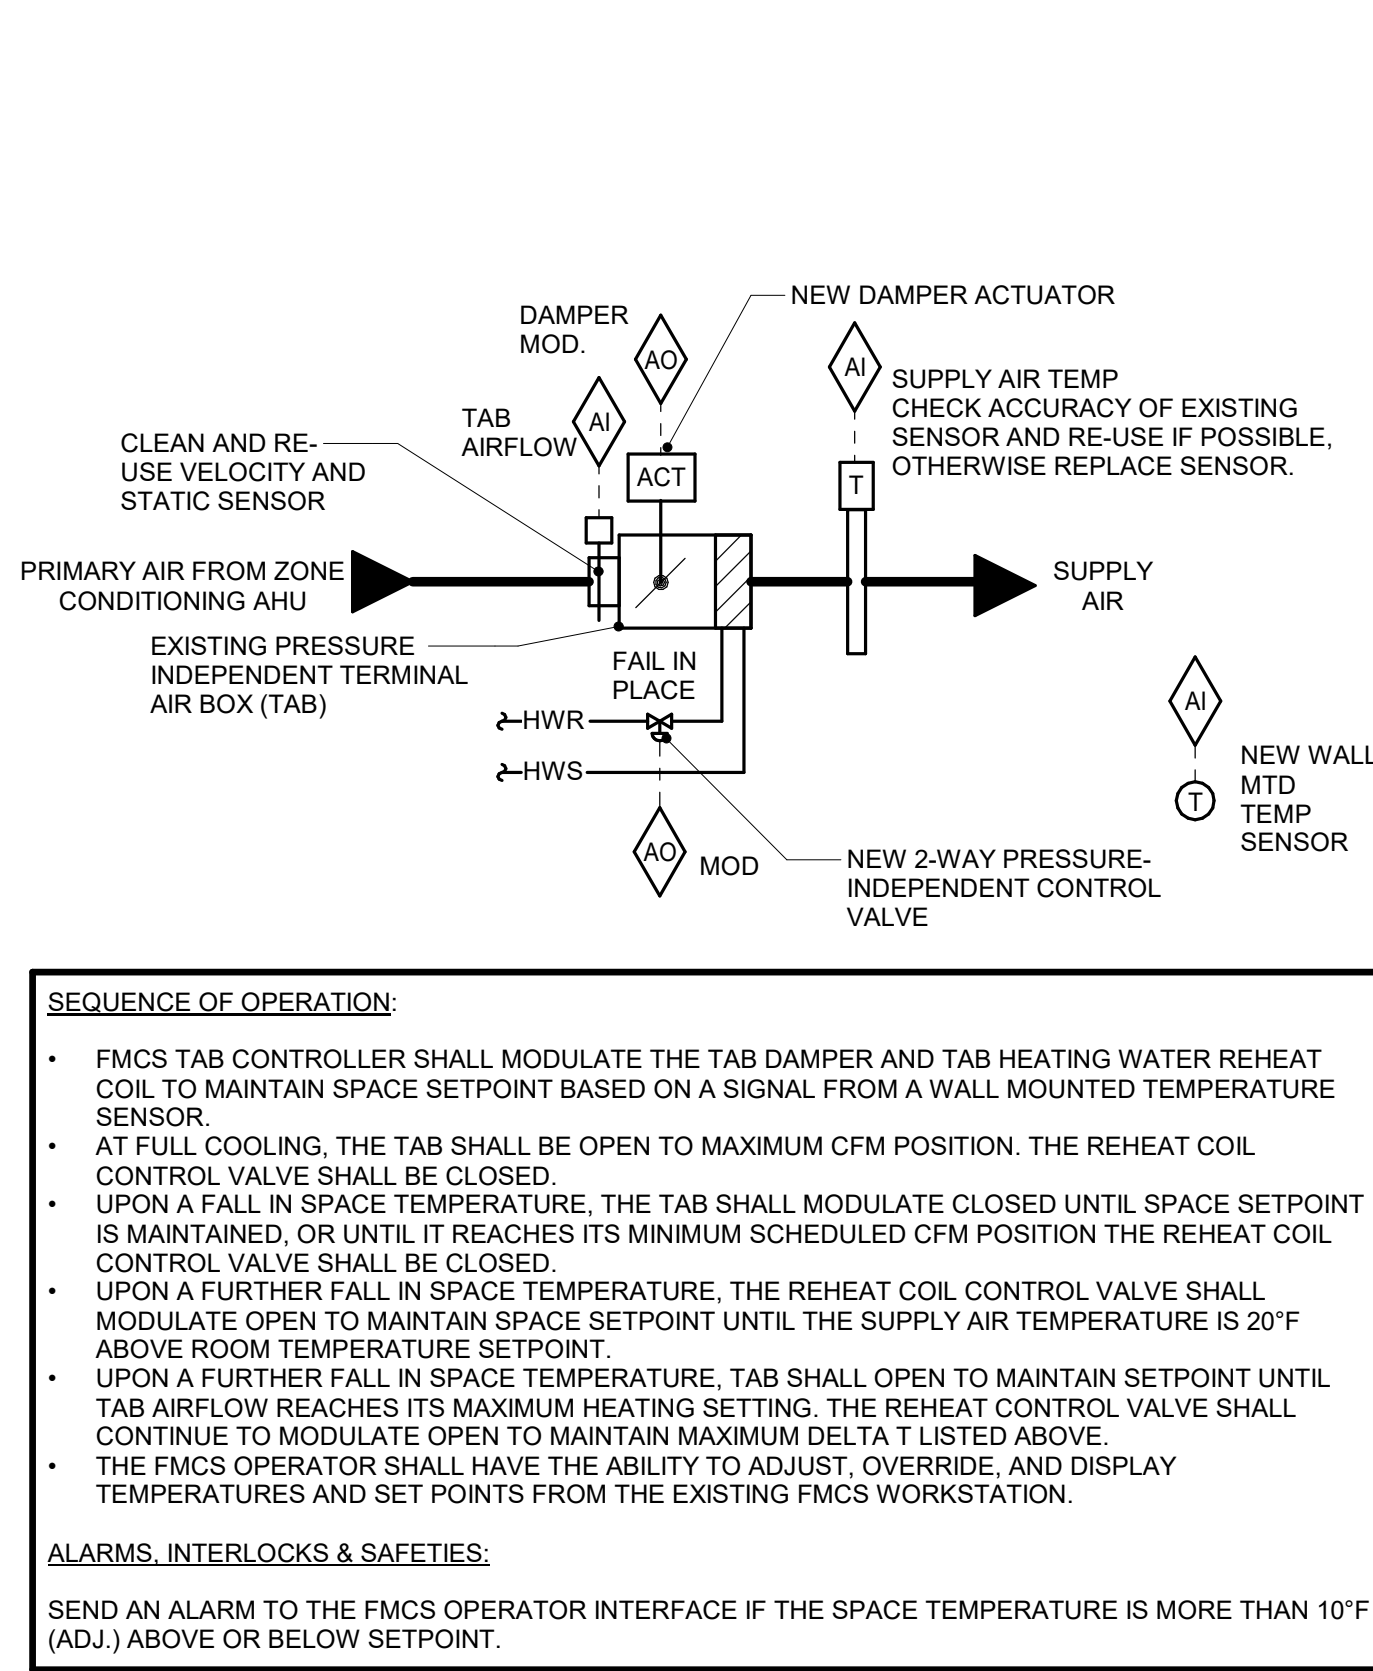 NEW DAMPER ACTUATOR
DAMPER
MOD.
AO
AI
SUPPLY AIR TEMP
CHECK ACCURACY OF EXISTING
SENSOR AND RE-USE IF POSSIBLE,
OTHERWISE REPLACE SENSOR.
TAB
AIRFLOW
AI
CLEAN AND RE-
USE VELOCITY AND
STATIC SENSOR
ACT
T
PRIMARY AIR FROM ZONE
CONDITIONING AHU
SUPPLY
AIR
EXISTING PRESSURE
INDEPENDENT TERMINAL
AIR BOX (TAB)
FAIL IN
PLACE
HWR
HWS
AI
T
NEW WALL
MTD
TEMP
SENSOR
AO
MOD
NEW 2-WAY PRESSURE-
INDEPENDENT CONTROL
VALVE
SEQUENCE OF OPERATION:
• FMCS TAB CONTROLLER SHALL MODULATE THE TAB DAMPER AND TAB HEATING WATER REHEAT
COIL TO MAINTAIN SPACE SETPOINT BASED ON A SIGNAL FROM A WALL MOUNTED TEMPERATURE
SENSOR.
• AT FULL COOLING, THE TAB SHALL BE OPEN TO MAXIMUM CFM POSITION. THE REHEAT COIL
CONTROL VALVE SHALL BE CLOSED.
• UPON A FALL IN SPACE TEMPERATURE, THE TAB SHALL MODULATE CLOSED UNTIL SPACE SETPOINT
IS MAINTAINED, OR UNTIL IT REACHES ITS MINIMUM SCHEDULED CFM POSITION THE REHEAT COIL
CONTROL VALVE SHALL BE CLOSED.
• UPON A FURTHER FALL IN SPACE TEMPERATURE, THE REHEAT COIL CONTROL VALVE SHALL
MODULATE OPEN TO MAINTAIN SPACE SETPOINT UNTIL THE SUPPLY AIR TEMPERATURE IS 20°F
ABOVE ROOM TEMPERATURE SETPOINT.
• UPON A FURTHER FALL IN SPACE TEMPERATURE, TAB SHALL OPEN TO MAINTAIN SETPOINT UNTIL
TAB AIRFLOW REACHES ITS MAXIMUM HEATING SETTING. THE REHEAT CONTROL VALVE SHALL
CONTINUE TO MODULATE OPEN TO MAINTAIN MAXIMUM DELTA T LISTED ABOVE.
• THE FMCS OPERATOR SHALL HAVE THE ABILITY TO ADJUST, OVERRIDE, AND DISPLAY
TEMPERATURES AND SET POINTS FROM THE EXISTING FMCS WORKSTATION.
ALARMS, INTERLOCKS & SAFETIES:
SEND AN ALARM TO THE FMCS OPERATOR INTERFACE IF THE SPACE TEMPERATURE IS MORE THAN 10°F
(ADJ.) ABOVE OR BELOW SETPOINT.